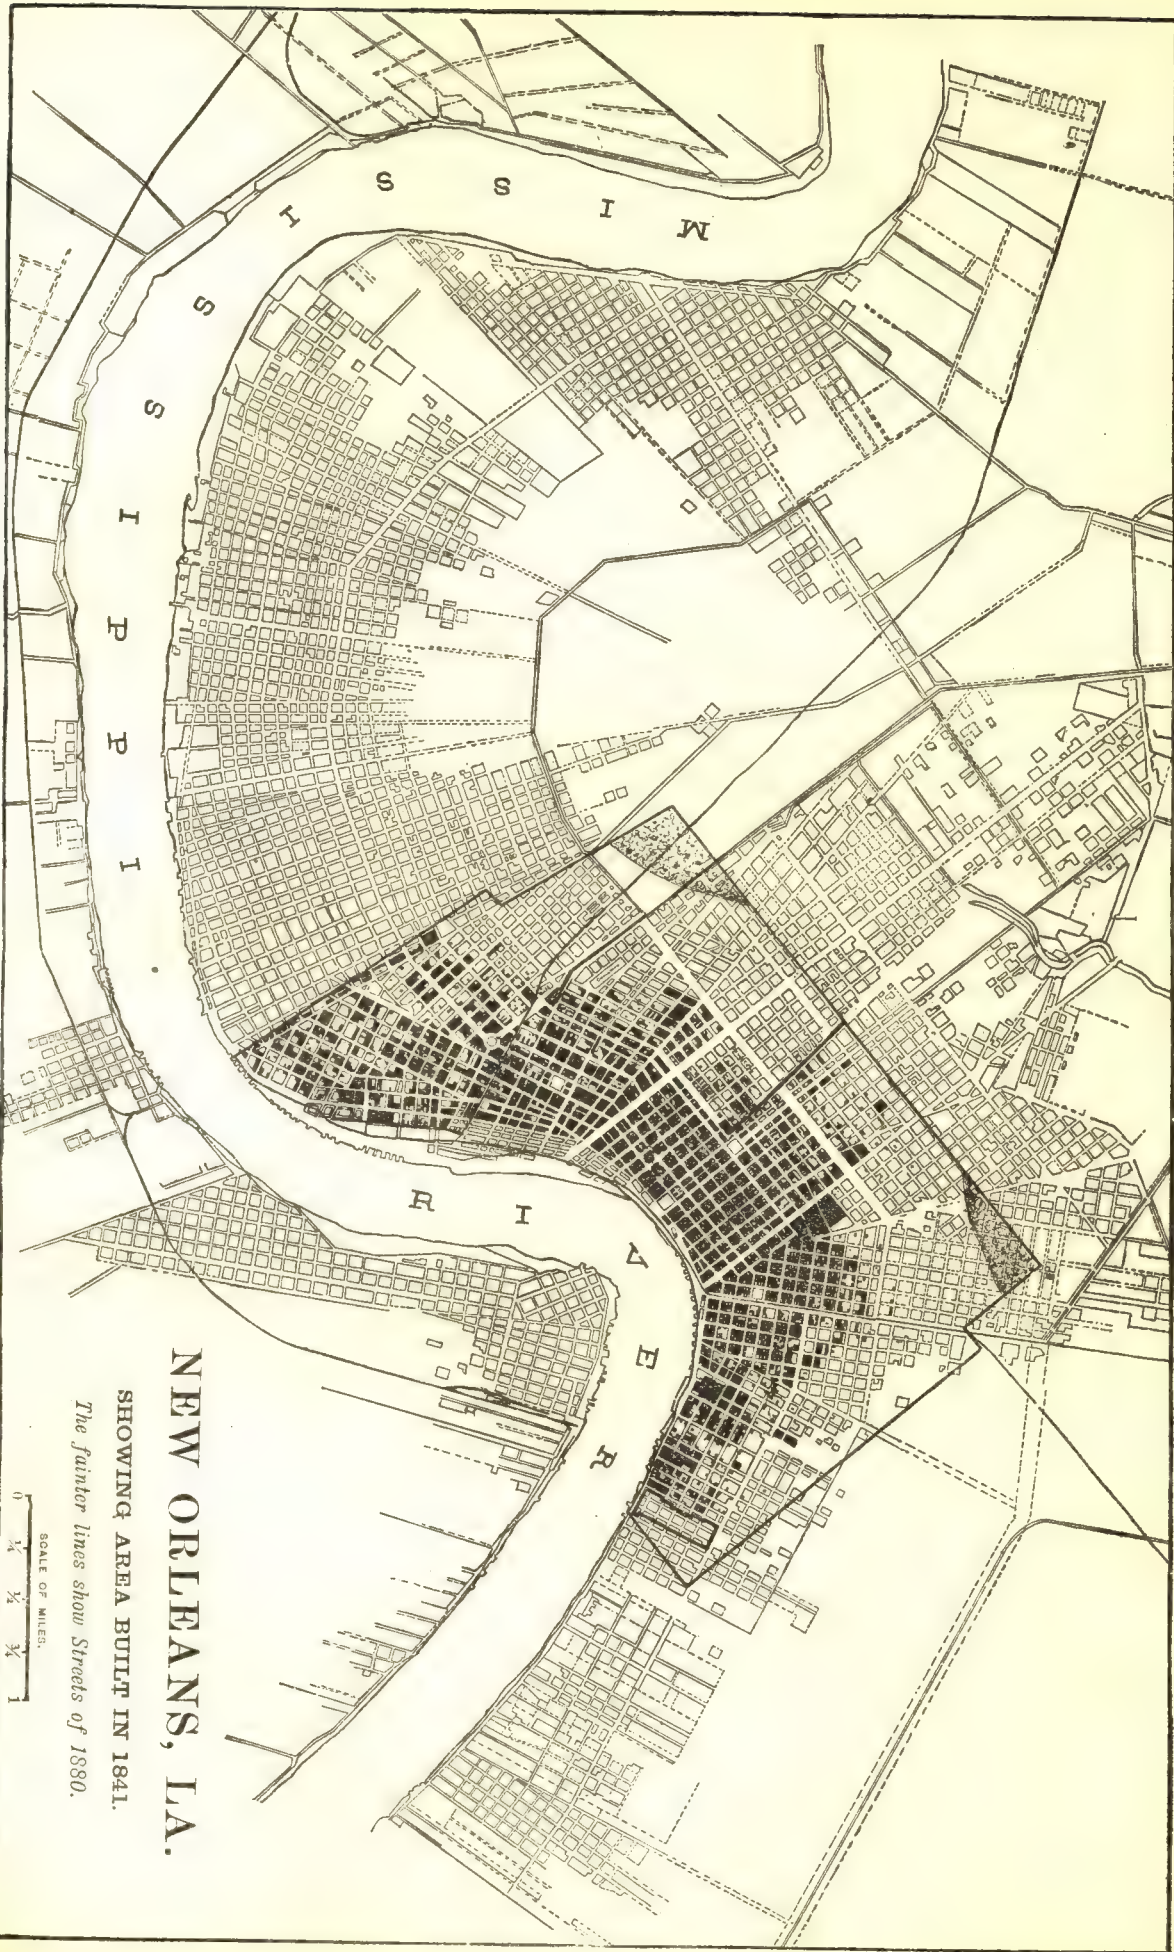 MISSISSIPPI RIVER
NEW ORLEANS, LA.
SHOWING AREA BUILT IN 1841.
The fainter lines show Streets of 1880.
SCALE OF MILES.
0 ¼ ½ ¾ 1